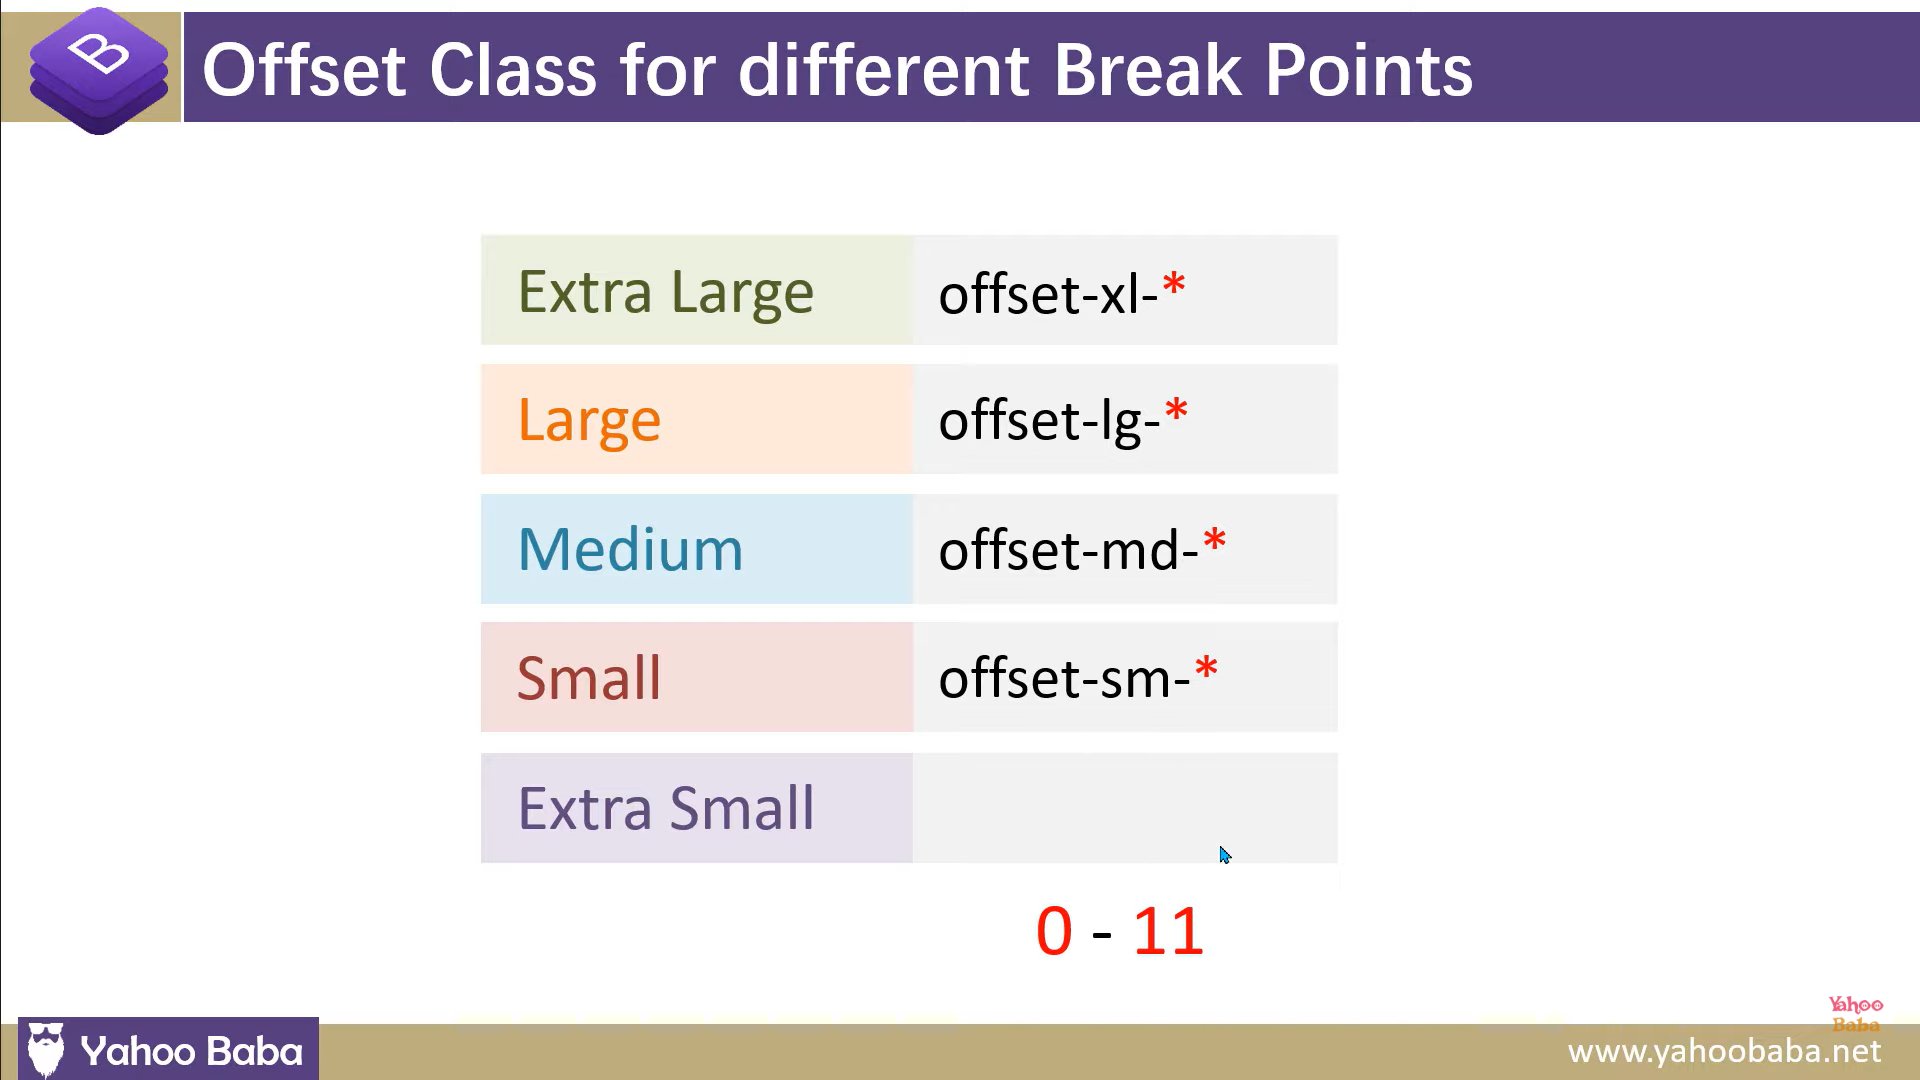 B
Offset Class for different Break Points
Extra Large offset-xl-*
Large offset-lg-*
Medium offset-md-*
Small offset-sm-*
Extra Small
0 - 11
Yahoo
Baba
Yahoo Baba
www.yahoobaba.net